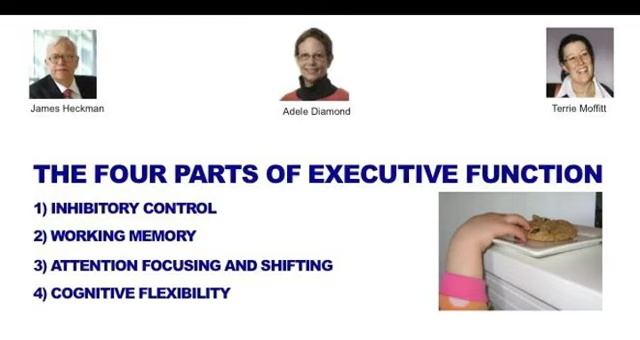 James Heckman
Adele Diamond
Terrie Moffitt
THE FOUR PARTS OF EXECUTIVE FUNCTION
1) INHIBITORY CONTROL
2) WORKING MEMORY
3) ATTENTION FOCUSING AND SHIFTING
4) COGNITIVE FLEXIBILITY